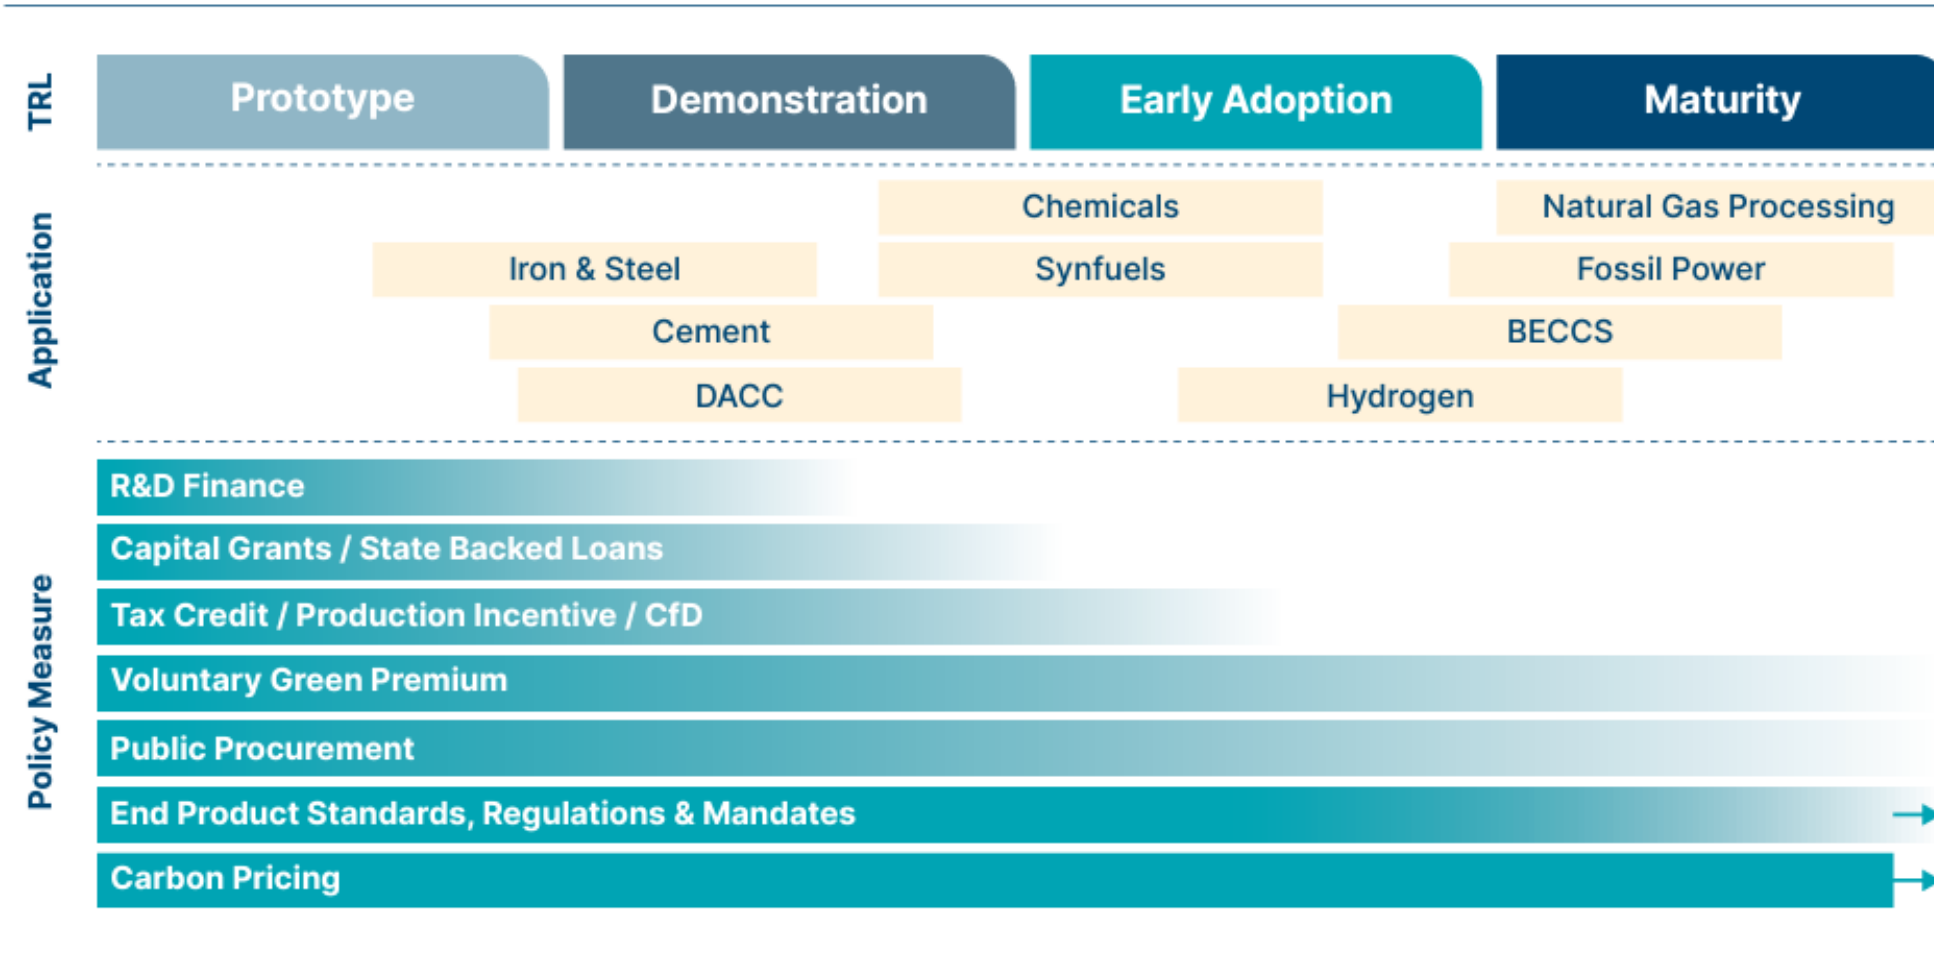 TRL
Prototype
Demonstration
Early Adoption
Maturity
Application
Chemicals
Natural Gas Processing
Iron & Steel
Synfuels
Fossil Power
Cement
BECCS
DACC
Hydrogen
Policy Measure
R&D Finance
Capital Grants / State Backed Loans
Tax Credit / Production Incentive / CfD
Voluntary Green Premium
Public Procurement
End Product Standards, Regulations & Mandates
Carbon Pricing